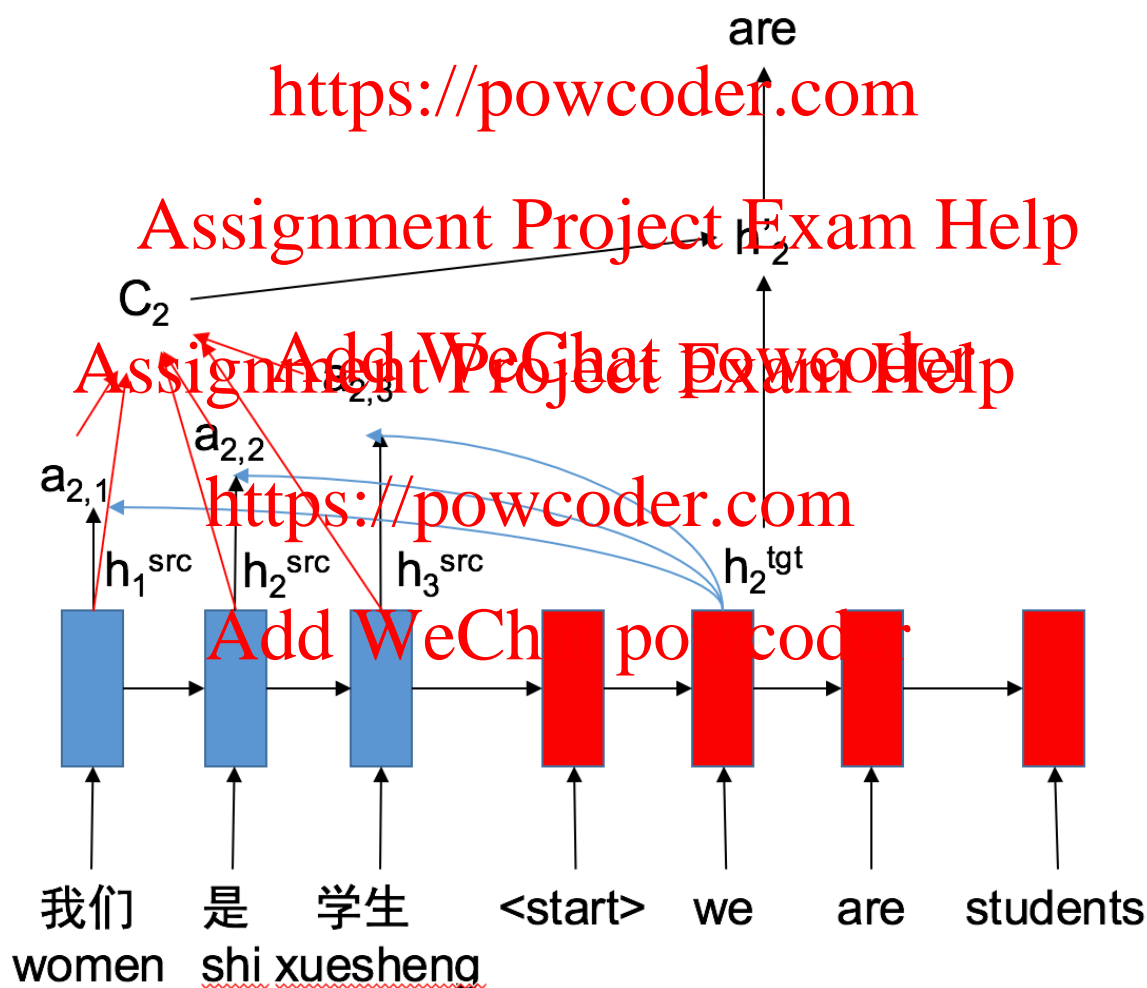 are
https://powcoder.com
Assignment Project Exam Help
h'₂
C₂
Add WeChat powcoder
Assignment Project Exam Help
a₂,₃
a₂,₂
a₂,₁
https://powcoder.com
h₁ˢʳᶜ h₂ˢʳᶜ h₃ˢʳᶜ h₂ᵗᵍᵗ
Add WeChat powcoder
我们 是 学生 <start> we are students
women shi xuesheng